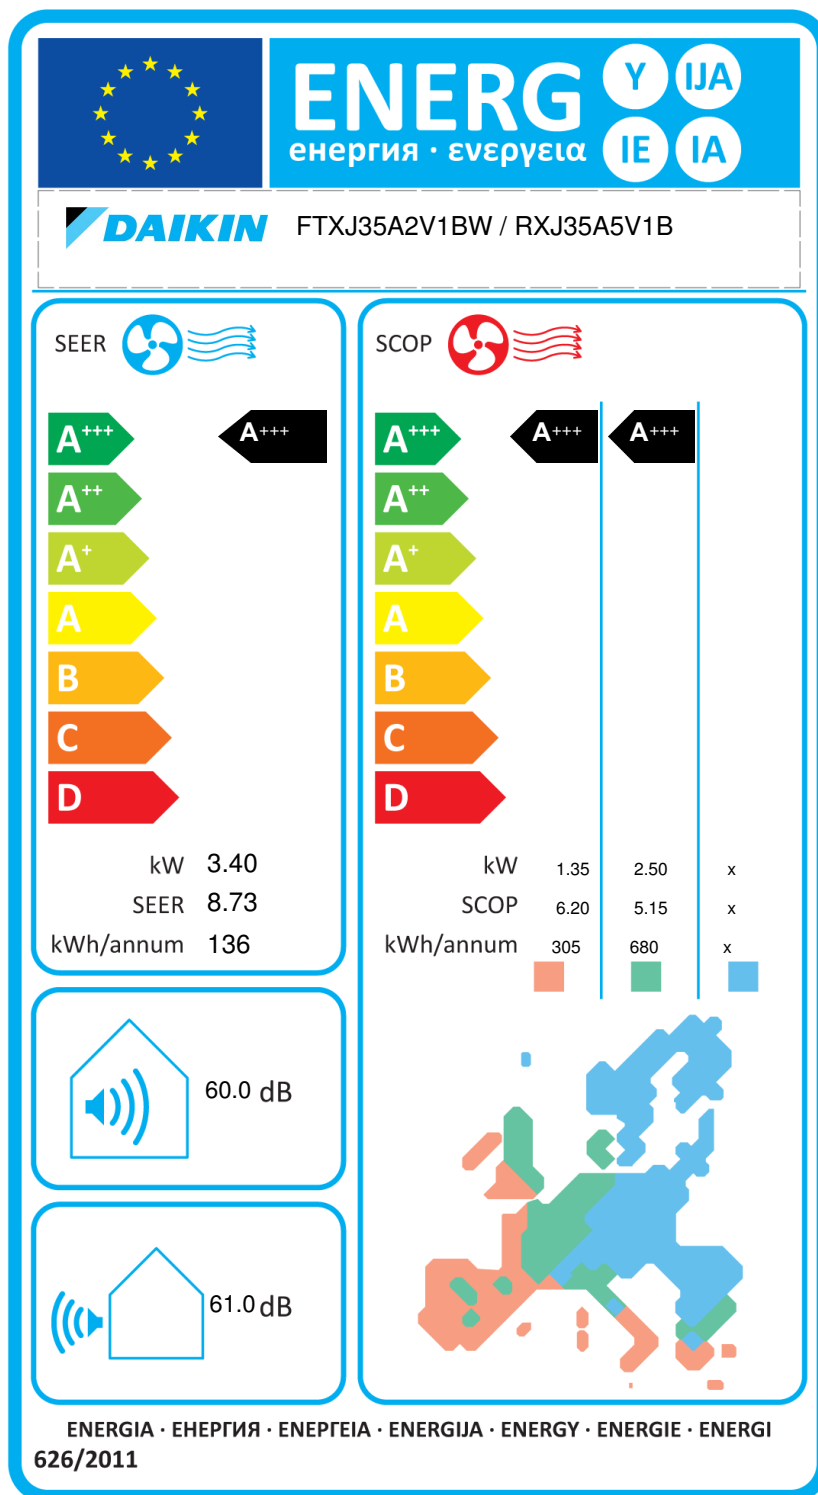 ENERG
енергия · ενεργεια
Y IJA
IE IA
DAIKIN FTXJ35A2V1BW / RXJ35A5V1B
SEER
A+++ A+++
A++
A+
A
B
C
D
kW 3.40
SEER 8.73
kWh/annum 136
SCOP
A+++ A+++ A+++
A++
A+
A
B
C
D
kW 1.35 2.50 x
SCOP 6.20 5.15 x
kWh/annum 305 680 x
60.0 dB
61.0 dB
ENERGIA · ЕНЕРГИЯ · ΕΝΕΡΓΕΙΑ · ENERGIJA · ENERGY · ENERGIE · ENERGI
626/2011